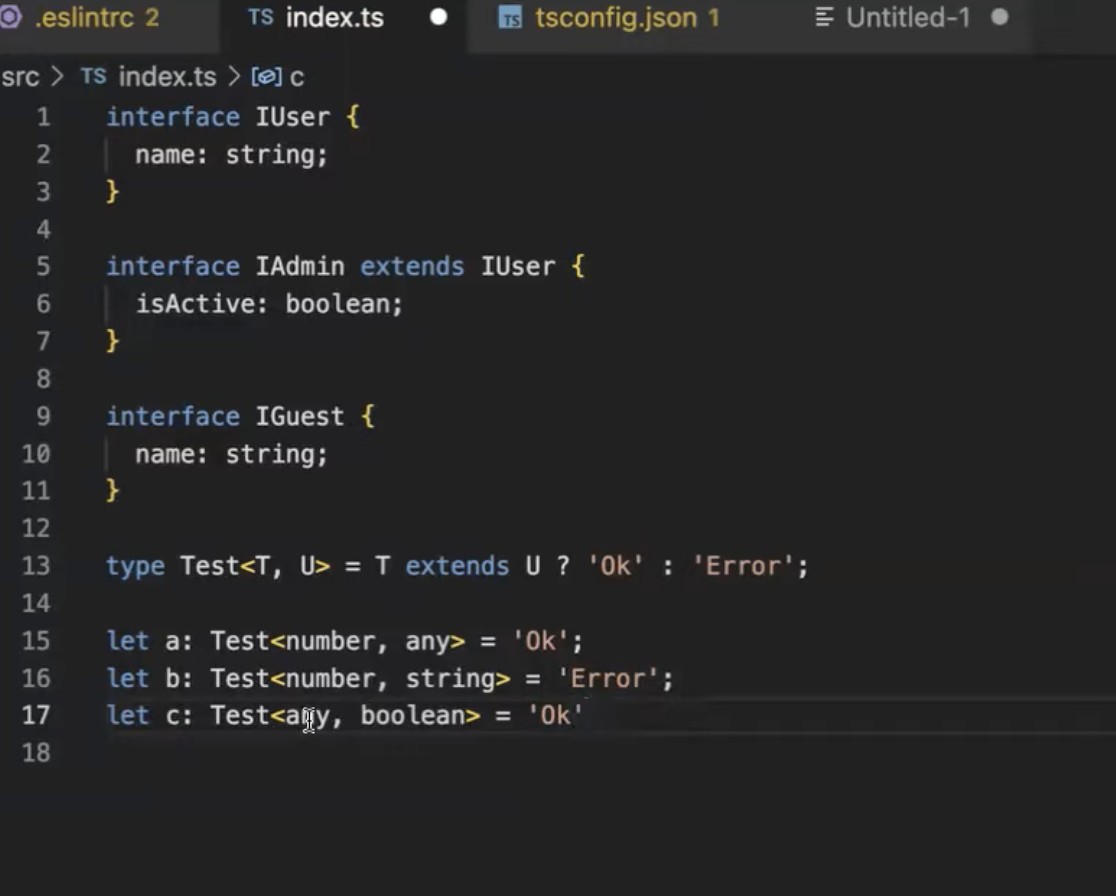 .eslintrc 2 TS index.ts TS tsconfig.json 1 Untitled-1
src > TS index.ts > c
1 interface IUser {
2 name: string;
3 }
4
5 interface IAdmin extends IUser {
6 isActive: boolean;
7 }
8
9 interface IGuest {
10 name: string;
11 }
12
13 type Test<T, U> = T extends U ? 'Ok' : 'Error';
14
15 let a: Test<number, any> = 'Ok';
16 let b: Test<number, string> = 'Error';
17 let c: Test<any, boolean> = 'Ok'
18